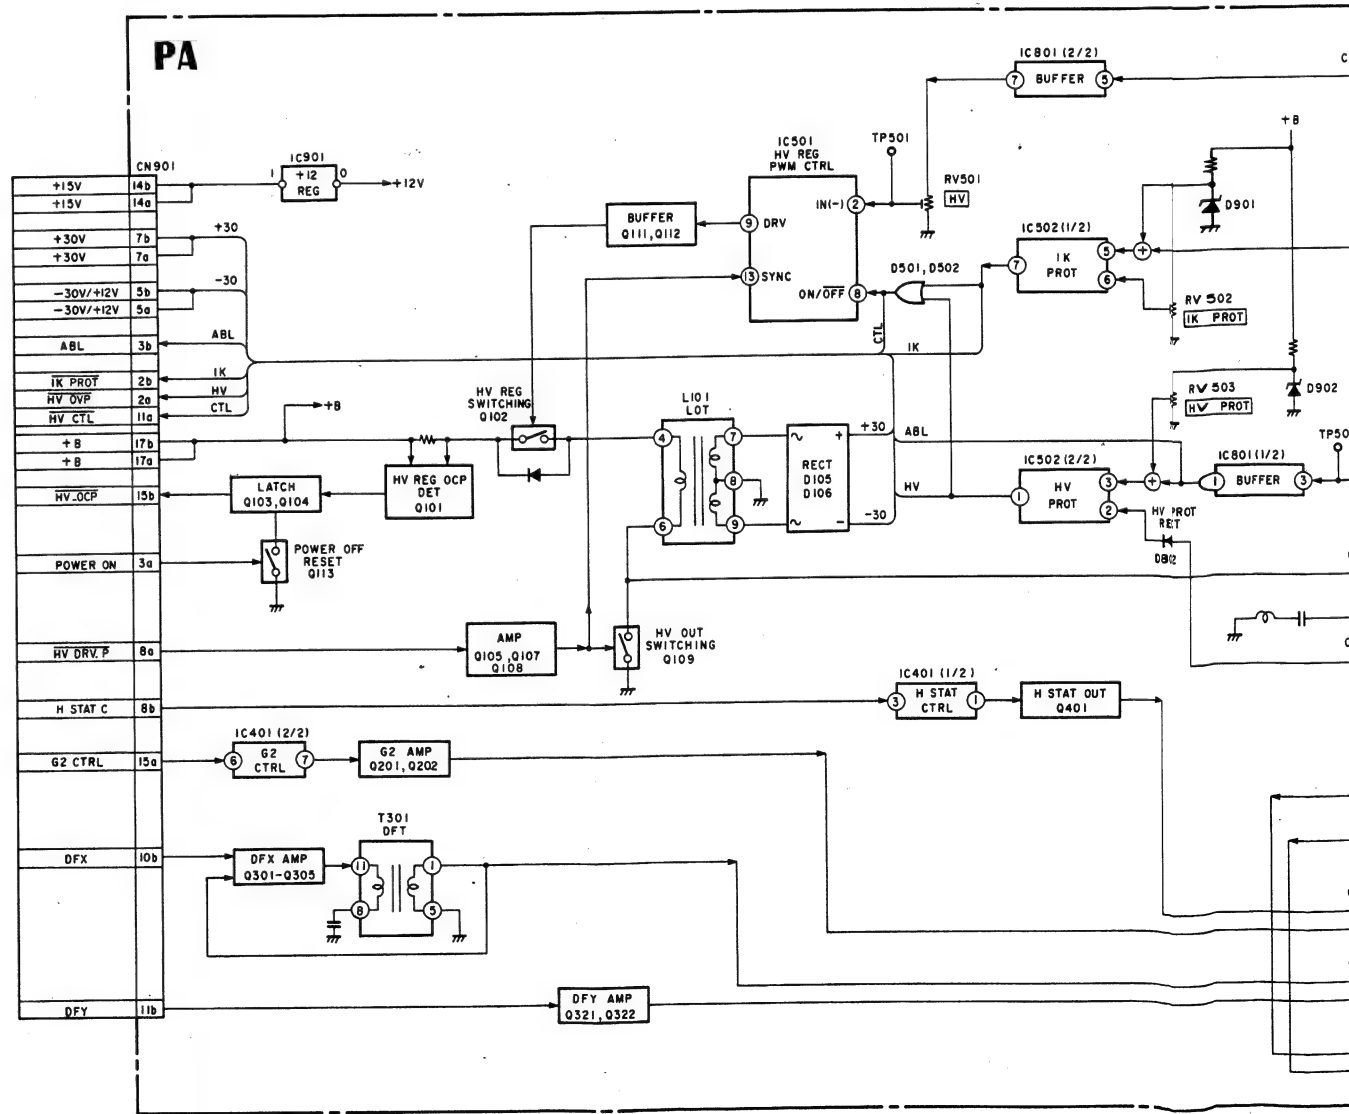 PA
IC801 (2/2)
7 BUFFER 5
C
+B
TP501
IC501
HV REG
PWM CTRL
IN(-) 2
9 DRV
13 SYNC
ON/OFF 8
RV501
HV
D901
CN901
IC901
1 +12 0
REG
+12V
+15V 14b
+15V 14a
+30V 7b
+30V 7a
-30V/+12V 5b
-30V/+12V 5a
ABL 3b
IK PROT 2b
HV OVP 2a
HV CTL 11a
+B 17b
+B 17a
HV-OCP 15b
POWER ON 3a
HV DRV.P 8a
H STAT C 8b
G2 CTRL 15a
DFX 10b
DFY 11b
+30
-30
ABL
IK
HV
CTL
+B
BUFFER
Q111,Q112
D501,D502
CTL
IK
IC502(1/2)
7 IK 5
PROT 6
+
RV 502
IK PROT
HV REG
SWITCHING
Q102
L101
LOT
4 7
8
6 9
~ +
RECT
D105
D106
~ -
+30
ABL
HV
-30
RV 503
HV PROT
D902
TP50
IC502(2/2)
1 HV 3
PROT 2
+
IC801(1/2)
1 BUFFER 3
HV PROT
D802
LATCH
Q103,Q104
HV REG OCP
DET
Q101
POWER OFF
RESET
Q113
AMP
Q105,Q107
Q108
HV OUT
SWITCHING
Q109
IC401 (1/2)
3 H STAT 1
CTRL
H STAT OUT
Q401
IC401 (2/2)
6 G2 7
CTRL
G2 AMP
Q201,Q202
T301
DFT
DFX AMP
Q301-Q305
11 1
8 5
DFY AMP
Q321,Q322